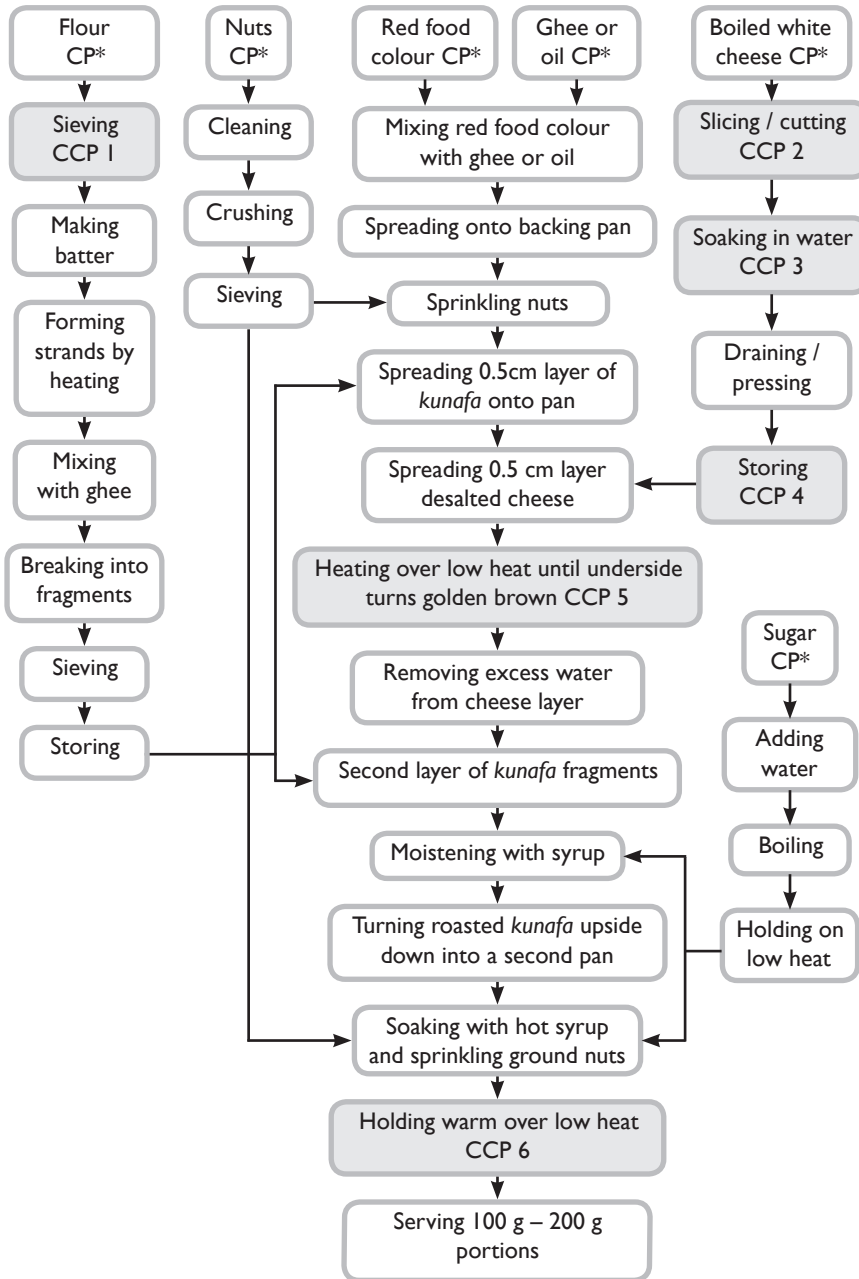 Flour
CP*
Nuts
CP*
Red food
colour CP*
Ghee or
oil CP*
Boiled white
cheese CP*
Sieving
CCP 1
Cleaning
Mixing red food colour
with ghee or oil
Slicing / cutting
CCP 2
Making
batter
Crushing
Spreading onto backing pan
Soaking in water
CCP 3
Sieving
Sprinkling nuts
Forming
strands by
heating
Spreading 0.5cm layer of
kunafa onto pan
Draining /
pressing
Mixing
with ghee
Spreading 0.5 cm layer
desalted cheese
Storing
CCP 4
Breaking into
fragments
Heating over low heat until underside
turns golden brown CCP 5
Sugar
CP*
Sieving
Removing excess water
from cheese layer
Storing
Second layer of kunafa fragments
Adding
water
Moistening with syrup
Boiling
Turning roasted kunafa upside
down into a second pan
Holding on
low heat
Soaking with hot syrup
and sprinkling ground nuts
Holding warm over low heat
CCP 6
Serving 100 g – 200 g
portions